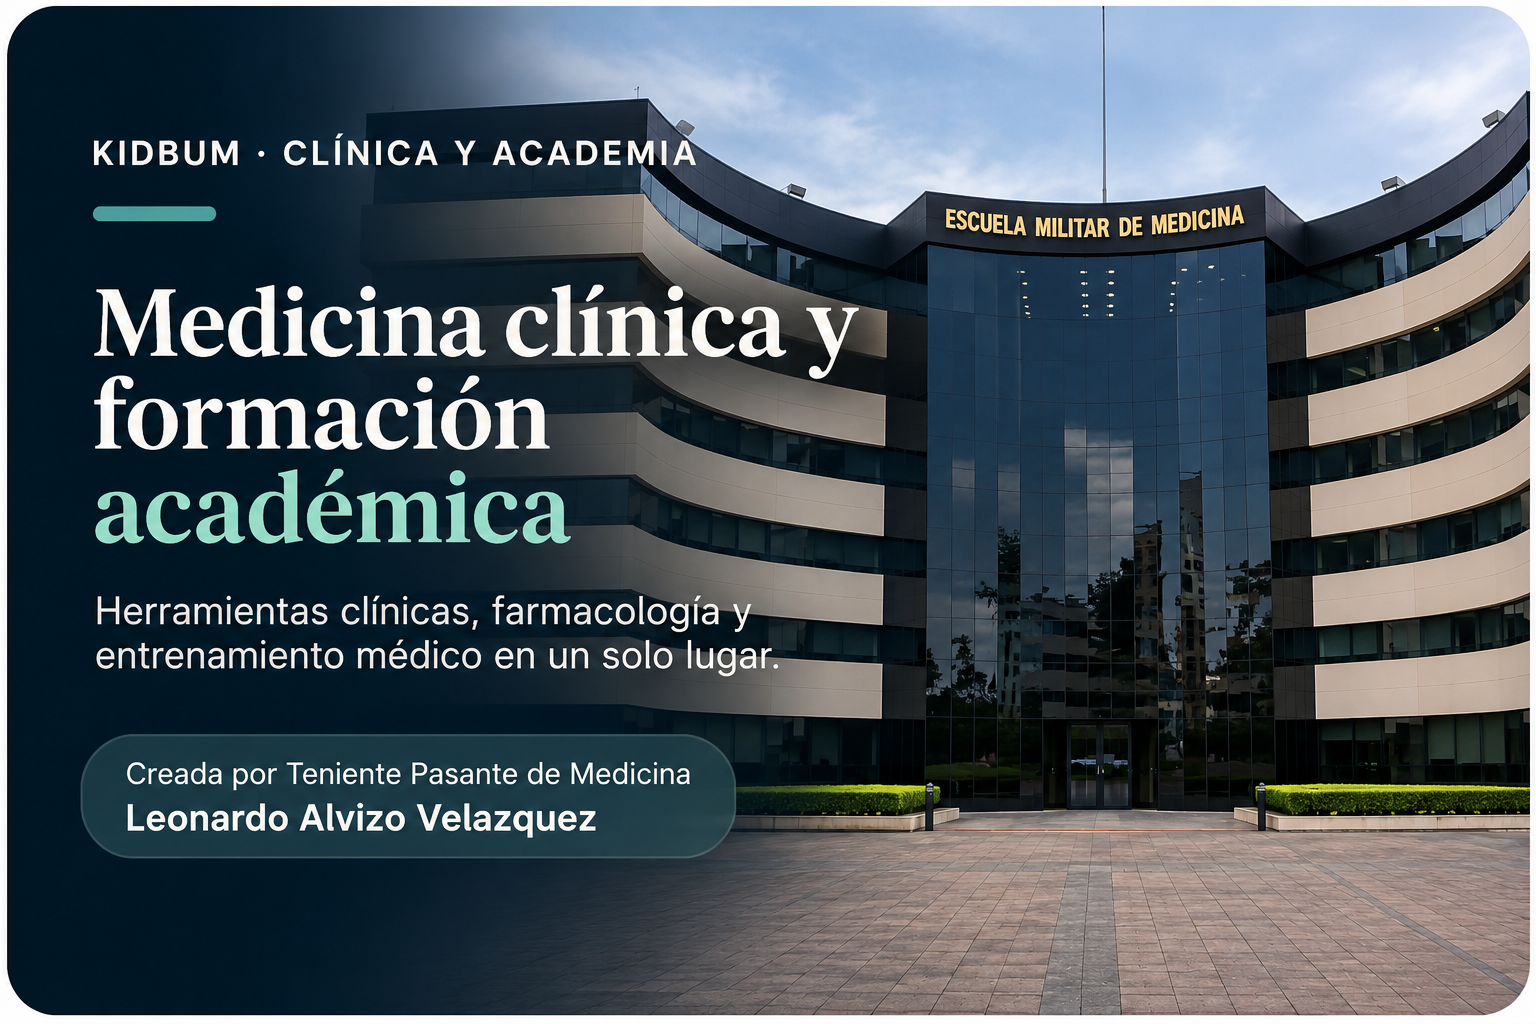 KIDBUM · CLÍNICA Y ACADEMIA
ESCUELA MILITAR DE MEDICINA
Medicina clínica y
formación
académica
Herramientas clínicas, farmacología y
entrenamiento médico en un solo lugar.
Creada por Teniente Pasante de Medicina
Leonardo Alvizo Velazquez